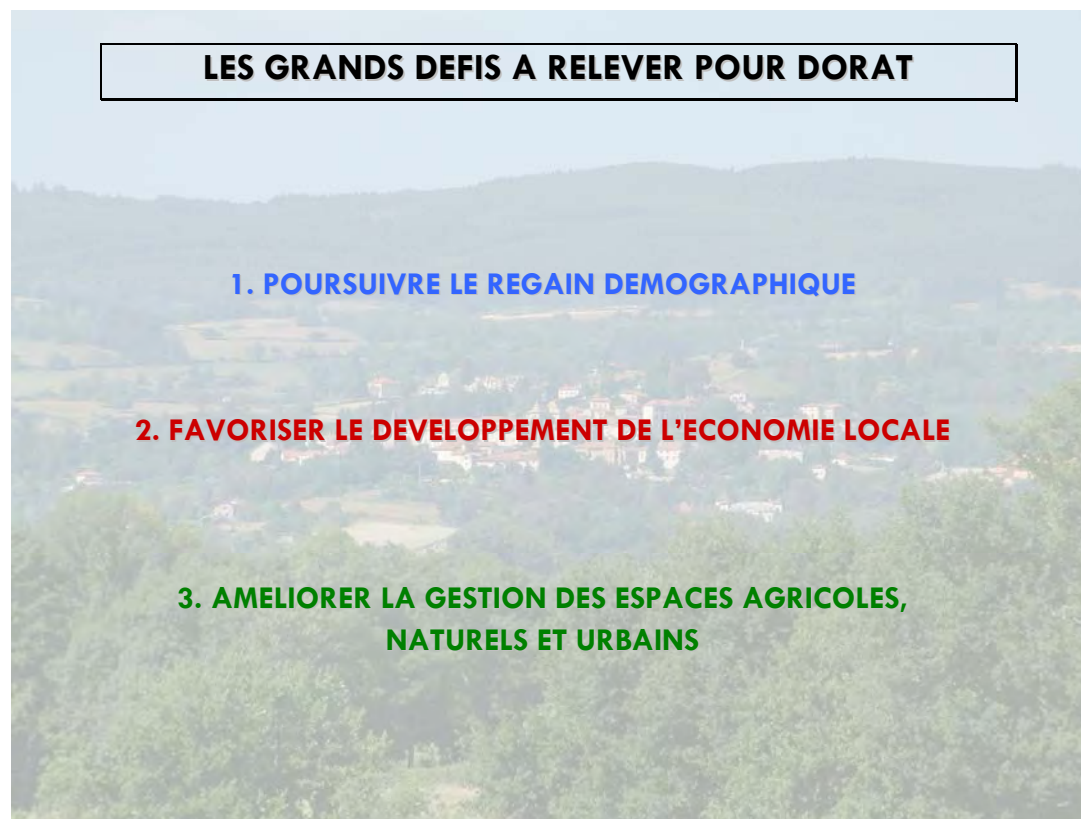 LES GRANDS DEFIS A RELEVER POUR DORAT
1. POURSUIVRE LE REGAIN DEMOGRAPHIQUE
2. FAVORISER LE DEVELOPPEMENT DE L’ECONOMIE LOCALE
3. AMELIORER LA GESTION DES ESPACES AGRICOLES,
NATURELS ET URBAINS